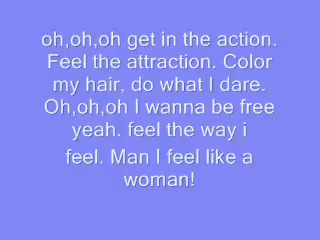 oh,oh,oh get in the action.
Feel the attraction. Color
my hair, do what I dare.
Oh,oh,oh I wanna be free
yeah. feel the way i
feel. Man I feel like a
woman!